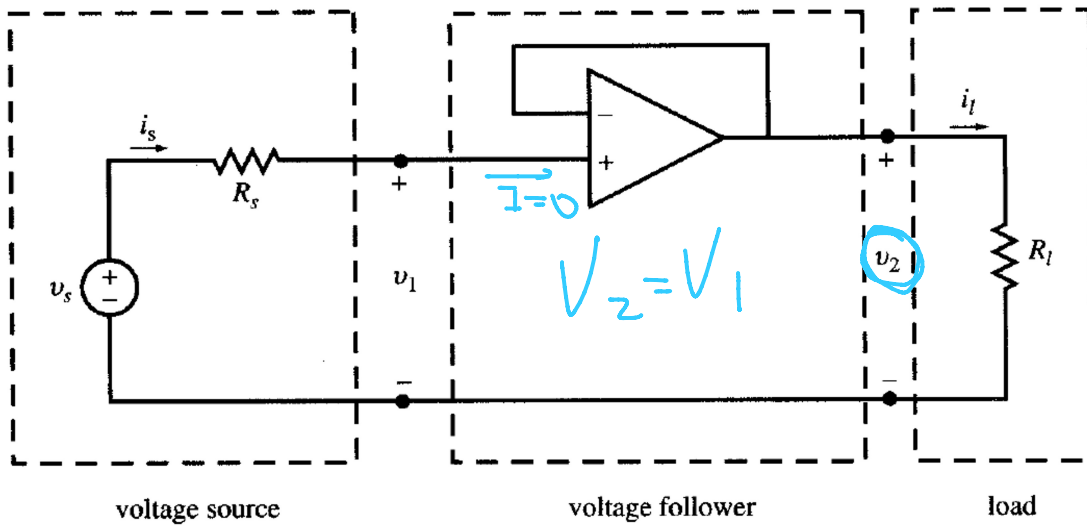 i_s
R_s
+
−
+
I=0
+
i_l
v_s
+
−
v_1
V_2=V_1
v_2
R_l
−
−
voltage source
voltage follower
load